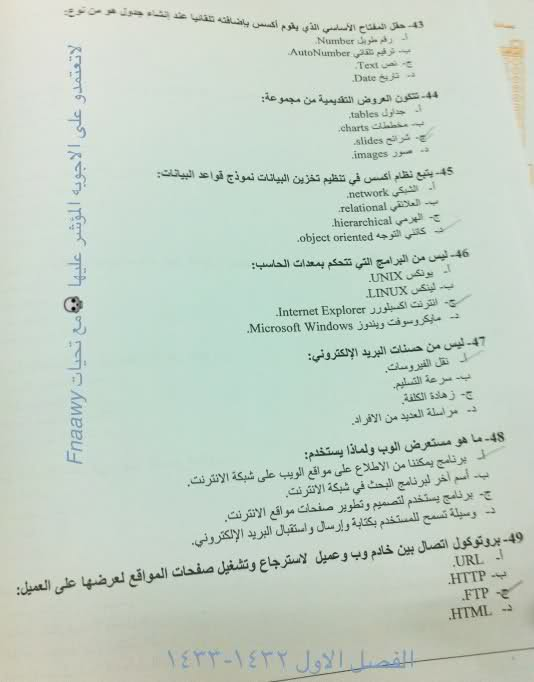 43- حقل المفتاح الأساسي الذي يقوم أكسس بإضافته تلقائيا عند إنشاء جدول هو من نوع:
أ- رقم طويل Number.
ب- ترقيم تلقائي AutoNumber.
ج- نص Text.
د- تاريخ Date.
44- تتكون العروض التقديمية من مجموعة:
أ- جداول tables.
ب- مخططات charts.
ج- شرائح slides.
د- صور images.
45- يتبع نظام أكسس في تنظيم تخزين البيانات نموذج قواعد البيانات:
أ- الشبكي network.
ب- العلائقي relational.
ج- الهرمي hierarchical.
د- كائني التوجه object oriented.
46- ليس من البرامج التي تتحكم بمعدات الحاسب:
أ- يونكس UNIX.
ب- لينكس LINUX.
ج- انترنت اكسبلورر Internet Explorer.
د- مايكروسوفت ويندوز Microsoft Windows.
47- ليس من حسنات البريد الإلكتروني:
أ- نقل الفيروسات.
ب- سرعة التسليم.
ج- زهادة الكلفة.
د- مراسلة العديد من الافراد.
48- ما هو مستعرض الوب ولماذا يستخدم:
أ- برنامج يمكننا من الاطلاع على مواقع الويب على شبكة الانترنت.
ب- أسم آخر لبرنامج البحث في شبكة الانترنت.
ج- برنامج يستخدم لتصميم وتطوير صفحات مواقع الانترنت.
د- وسيلة تسمح للمستخدم بكتابة وإرسال واستقبال البريد الإلكتروني.
49- بروتوكول اتصال بين خادم وب وعميل لاسترجاع وتشغيل صفحات المواقع لعرضها على العميل:
أ- URL.
ب- HTTP.
ج- FTP.
د- HTML.
لاتعتمدو على الاجوبه المؤشر عليها 💀 مع تحيات Fnaawy
الفصل الاول ١٤٣٢-١٤٣٣